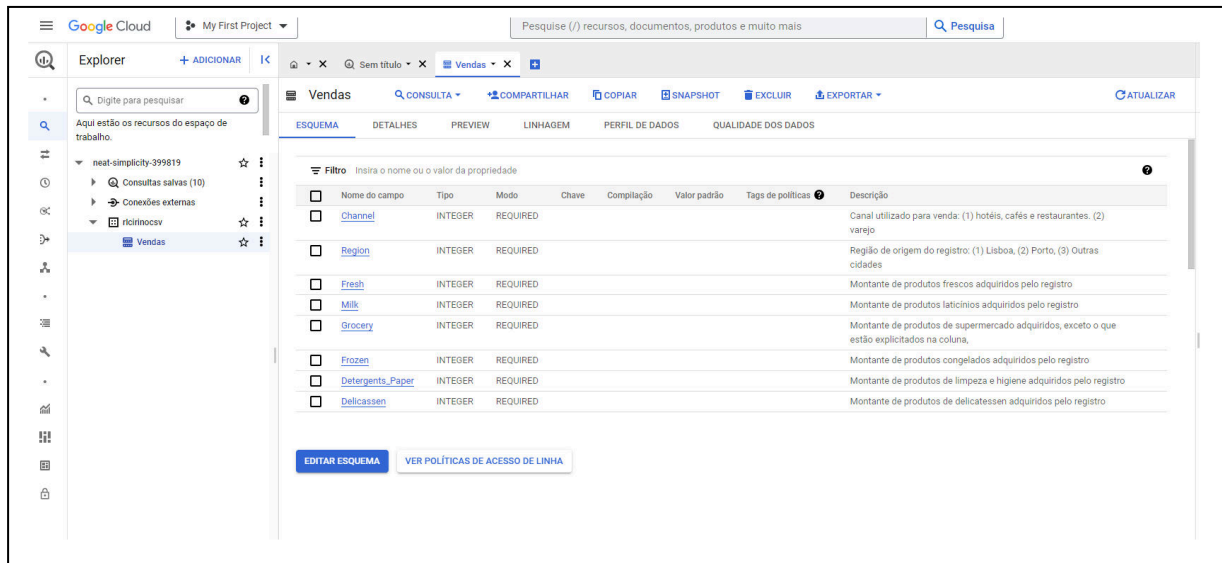 Google Cloud
My First Project
Pesquise (/) recursos, documentos, produtos e muito mais
Pesquisa
Explorer
+ ADICIONAR
Sem título
Vendas
Digite para pesquisar
Aqui estão os recursos do espaço de
trabalho.
neat-simplicity-399819
Consultas salvas (10)
Conexões externas
rlcirinocsv
Vendas
Vendas
CONSULTA
COMPARTILHAR
COPIAR
SNAPSHOT
EXCLUIR
EXPORTAR
ATUALIZAR
ESQUEMA DETALHES PREVIEW LINHAGEM PERFIL DE DADOS QUALIDADE DOS DADOS
Filtro Insira o nome ou o valor da propriedade
Nome do campo Tipo Modo Chave Compilação Valor padrão Tags de políticas Descrição
Channel INTEGER REQUIRED Canal utilizado para venda: (1) hotéis, cafés e restaurantes. (2)
varejo
Region INTEGER REQUIRED Região de origem do registro: (1) Lisboa, (2) Porto, (3) Outras
cidades
Fresh INTEGER REQUIRED Montante de produtos frescos adquiridos pelo registro
Milk INTEGER REQUIRED Montante de produtos laticínios adquiridos pelo registro
Grocery INTEGER REQUIRED Montante de produtos de supermercado adquiridos, exceto o que
estão explicitados na coluna,
Frozen INTEGER REQUIRED Montante de produtos congelados adquiridos pelo registro
Detergents_Paper INTEGER REQUIRED Montante de produtos de limpeza e higiene adquiridos pelo registro
Delicassen INTEGER REQUIRED Montante de produtos de delicatessen adquiridos pelo registro
EDITAR ESQUEMA
VER POLÍTICAS DE ACESSO DE LINHA